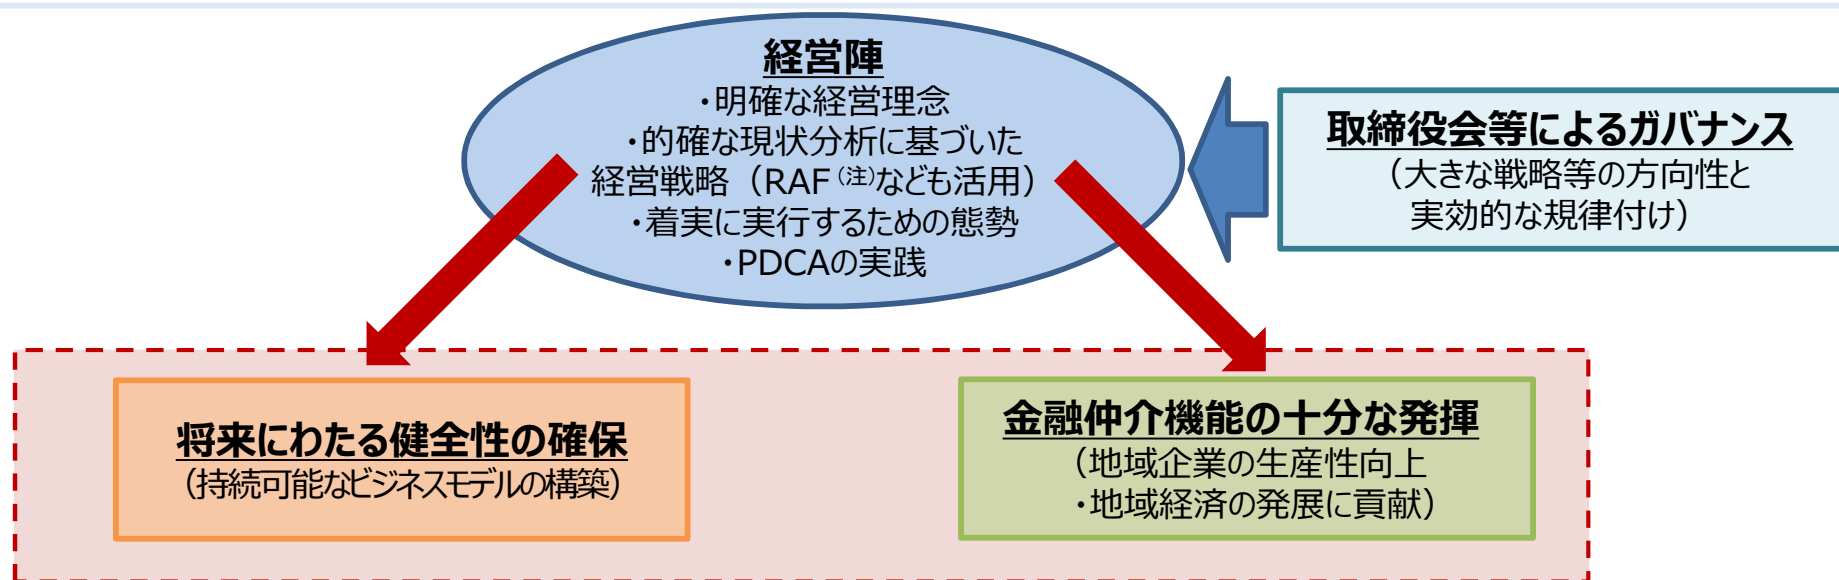 経営陣
・明確な経営理念
・的確な現状分析に基づいた
経営戦略（RAF（注）なども活用）
・着実に実行するための態勢
・PDCAの実践
取締役会等によるガバナンス
（大きな戦略等の方向性と
実効的な規律付け）
将来にわたる健全性の確保
（持続可能なビジネスモデルの構築）
金融仲介機能の十分な発揮
（地域企業の生産性向上
・地域経済の発展に貢献）